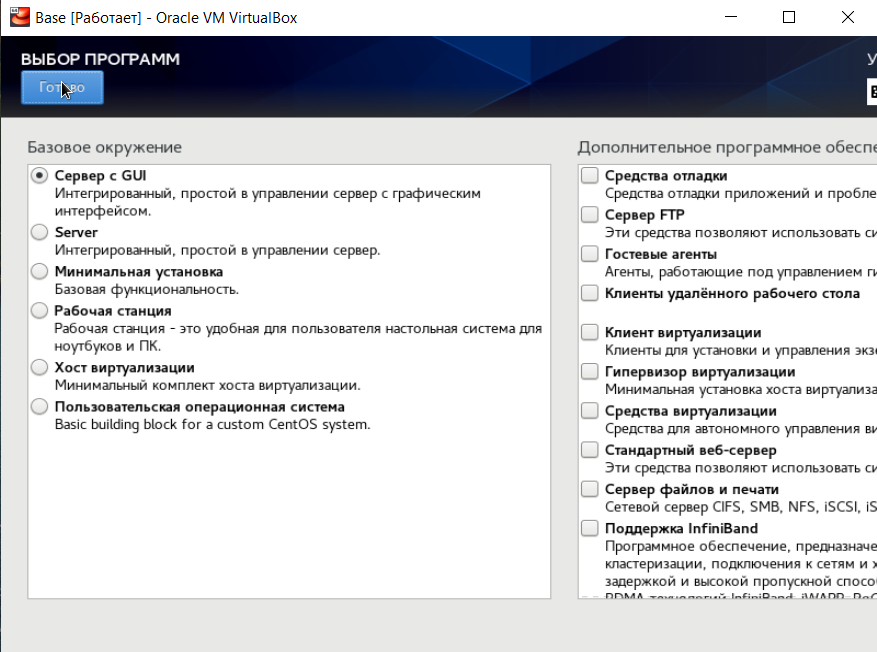 Base [Работает] - Oracle VM VirtualBox
ВЫБОР ПРОГРАММ
Готово
Базовое окружение
Сервер с GUI
Интегрированный, простой в управлении сервер с графическим
интерфейсом.
Server
Интегрированный, простой в управлении сервер.
Минимальная установка
Базовая функциональность.
Рабочая станция
Рабочая станция - это удобная для пользователя настольная система для
ноутбуков и ПК.
Хост виртуализации
Минимальный комплект хоста виртуализации.
Пользовательская операционная система
Basic building block for a custom CentOS system.
Дополнительное программное обеспе
Средства отладки
Средства отладки приложений и пробле
Сервер FTP
Эти средства позволяют использовать си
Гостевые агенты
Агенты, работающие под управлением ги
Клиенты удалённого рабочего стола
Клиент виртуализации
Клиенты для установки и управления экзе
Гипервизор виртуализации
Минимальная установка хоста виртуализа
Средства виртуализации
Средства для автономного управления ви
Стандартный веб-сервер
Эти средства позволяют использовать си
Сервер файлов и печати
Сетевой сервер CIFS, SMB, NFS, iSCSI, iS
Поддержка InfiniBand
Программное обеспечение, предназначе
кластеризации, подключения к сетям и х
задержкой и высокой пропускной спосо